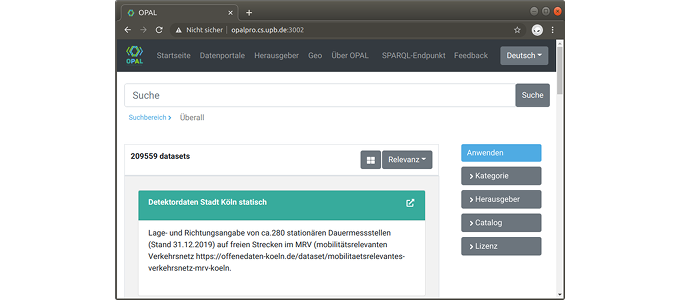 OPAL
Nicht sicher | opalpro.cs.upb.de:3002
OPAL
Startseite Datenportale Herausgeber Geo Über OPAL SPARQL-Endpunkt Feedback Deutsch
Suche Suche
Suchbereich Überall
209559 datasets Relevanz
Anwenden
Kategorie
Herausgeber
Catalog
Lizenz
Detektordaten Stadt Köln statisch
Lage- und Richtungsangabe von ca.280 stationären Dauermessstellen
(Stand 31.12.2019) auf freien Strecken im MRV (mobilitätsrelevanten
Verkehrsnetz https://offenedaten-koeln.de/dataset/mobilitaetsrelevantes-
verkehrsnetz-mrv-koeln.